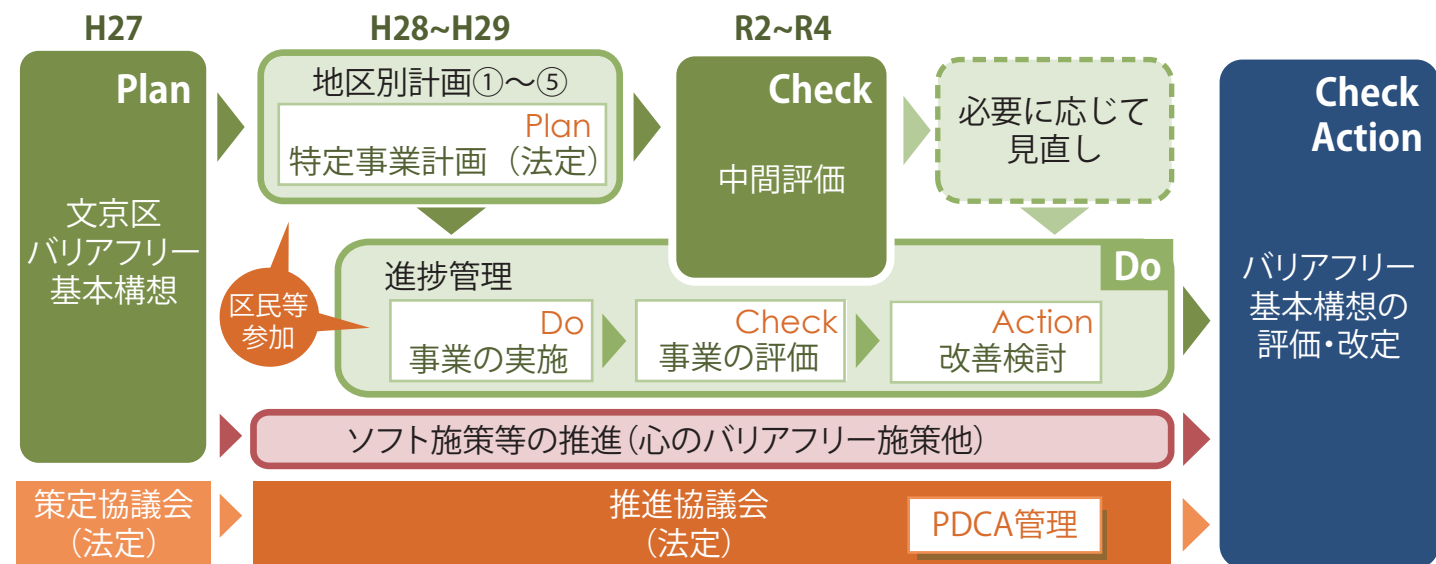 H27
H28~H29
R2~R4
Plan
文京区
バリアフリー
基本構想
地区別計画①～⑤
Plan
特定事業計画（法定）
Check
中間評価
必要に応じて
見直し
Check
Action
バリアフリー
基本構想の
評価・改定
区民等
参加
進捗管理
Do
Do
事業の実施
Check
事業の評価
Action
改善検討
ソフト施策等の推進（心のバリアフリー施策他）
策定協議会
（法定）
推進協議会
（法定）
PDCA管理